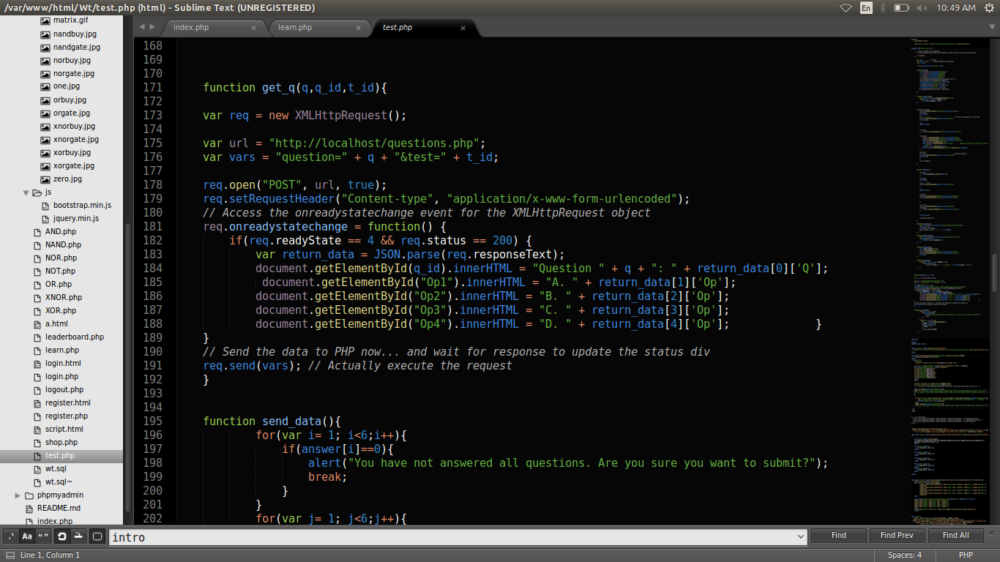 /var/www/html/Wt/test.php (html) - Sublime Text (UNREGISTERED)
En
10:49 AM
matrix.gif
nandbuy.jpg
nandgate.jpg
norbuy.jpg
norgate.jpg
one.jpg
orbuy.jpg
orgate.jpg
xnorbuy.jpg
xnorgate.jpg
xorbuy.jpg
xorgate.jpg
zero.jpg
js
bootstrap.min.js
jquery.min.js
AND.php
NAND.php
NOR.php
NOT.php
OR.php
XNOR.php
XOR.php
a.html
leaderboard.php
learn.php
login.html
login.php
logout.php
register.html
register.php
script.html
shop.php
test.php
wt.sql
wt.sql~
phpmyadmin
README.md
index.php
index.php × learn.php × test.php ×
168
169
170
171 function get_q(q,q_id,t_id){
172
173 var req = new XMLHttpRequest();
174
175 var url = "http://localhost/questions.php";
176 var vars = "question=" + q + "&test=" + t_id;
177
178 req.open("POST", url, true);
179 req.setRequestHeader("Content-type", "application/x-www-form-urlencoded");
180 // Access the onreadystatechange event for the XMLHttpRequest object
181 req.onreadystatechange = function() {
182 if(req.readyState == 4 && req.status == 200) {
183 var return_data = JSON.parse(req.responseText);
184 document.getElementById(q_id).innerHTML = "Question " + q + ": " + return_data[0]['Q'];
185 document.getElementById("Op1").innerHTML = "A. " + return_data[1]['Op'];
186 document.getElementById("Op2").innerHTML = "B. " + return_data[2]['Op'];
187 document.getElementById("Op3").innerHTML = "C. " + return_data[3]['Op'];
188 document.getElementById("Op4").innerHTML = "D. " + return_data[4]['Op']; }
189 }
190 // Send the data to PHP now... and wait for response to update the status div
191 req.send(vars); // Actually execute the request
192 }
193
194
195 function send_data(){
196 for(var i= 1; i<6;i++){
197 if(answer[i]==0){
198 alert("You have not answered all questions. Are you sure you want to submit?");
199 break;
200 }
201 }
202 for(var j= 1; j<6;j++){
.* Aa “ ” intro Find Find Prev Find All ×
Line 1, Column 1 Spaces: 4 PHP